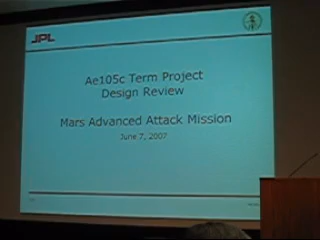 JPL
Ae105c Term Project
Design Review
Mars Advanced Attack Mission
June 7, 2007